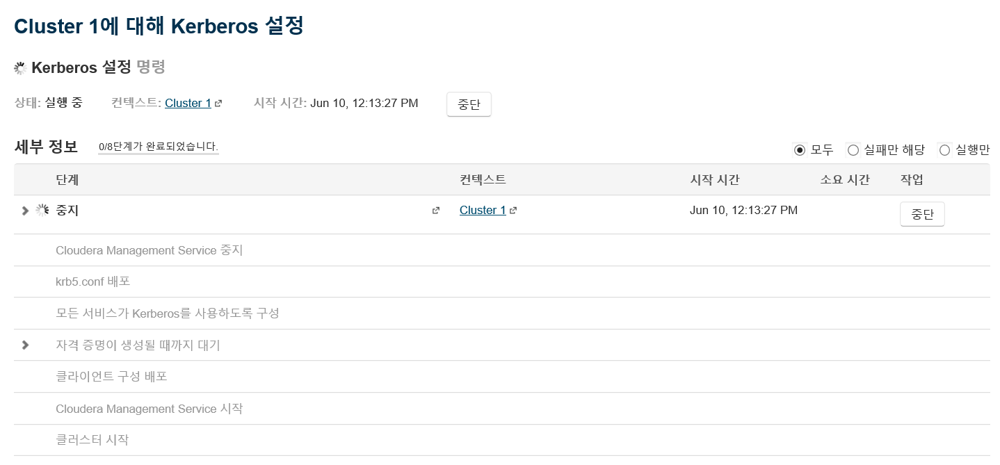 Cluster 1에 대해 Kerberos 설정
Kerberos 설정 명령
상태: 실행 중 컨텍스트: Cluster 1 시작 시간: Jun 10, 12:13:27 PM 중단
세부 정보 0/8단계가 완료되었습니다. 모두 실패만 해당 실행만
단계 컨텍스트 시작 시간 소요 시간 작업
중지 Cluster 1 Jun 10, 12:13:27 PM 중단
Cloudera Management Service 중지
krb5.conf 배포
모든 서비스가 Kerberos를 사용하도록 구성
자격 증명이 생성될 때까지 대기
클라이언트 구성 배포
Cloudera Management Service 시작
클러스터 시작